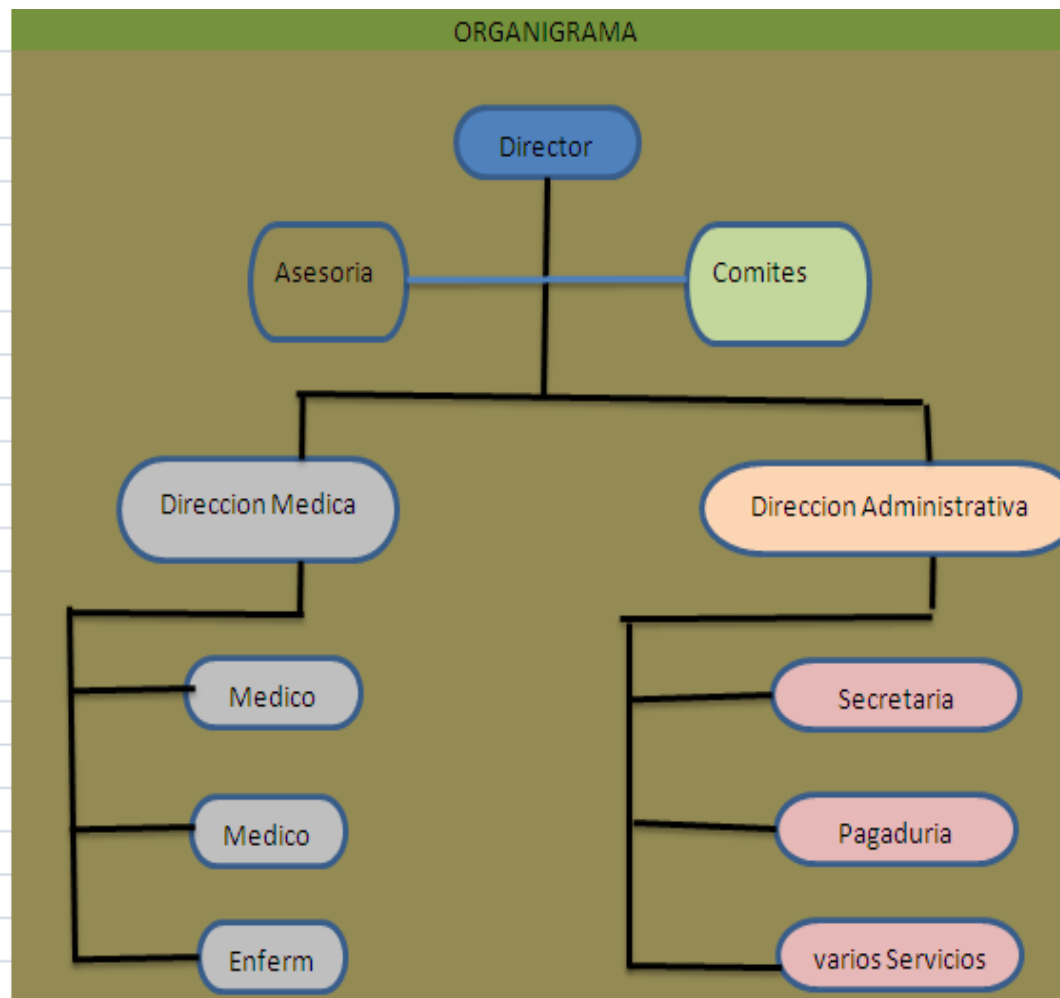 ORGANIGRAMA
Director
Asesoria
Comites
Direccion Medica
Direccion Administrativa
Medico
Secretaria
Medico
Pagaduria
Enferm
varios Servicios